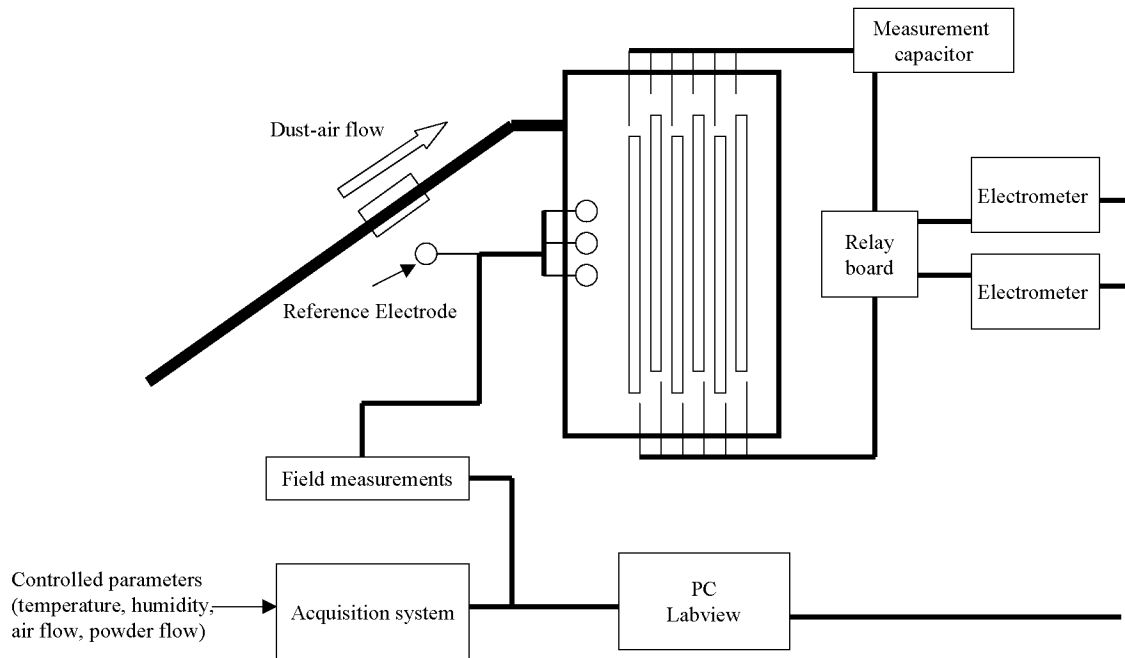 Measurement
capacitor
Dust-air flow
Electrometer
Relay
board
Electrometer
Reference Electrode
Field measurements
Controlled parameters
(temperature, humidity,
air flow, powder flow)
Acquisition system
PC
Labview